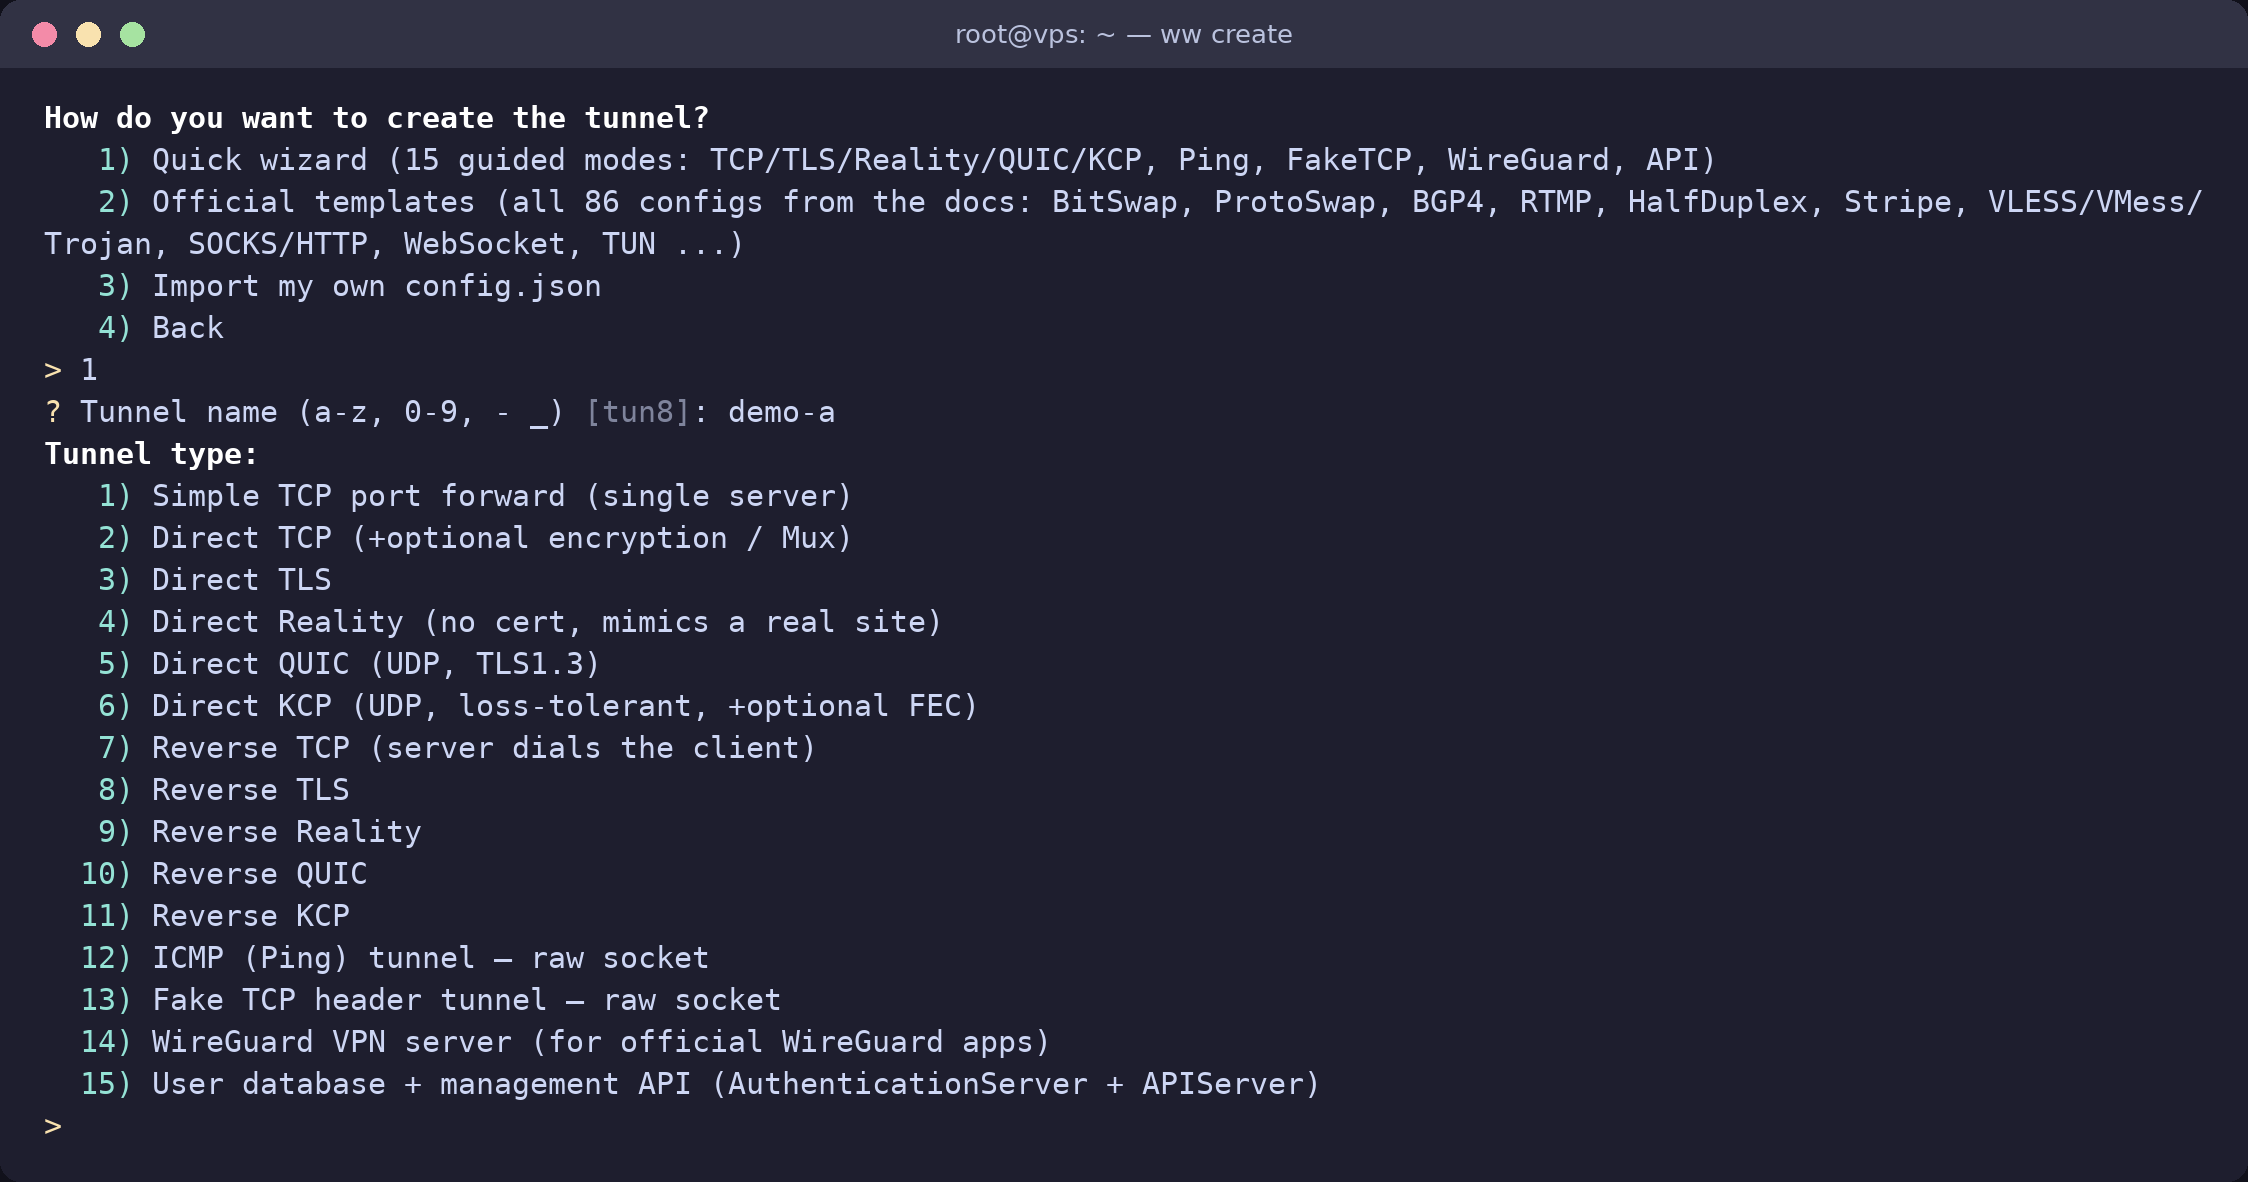 root@vps: ~ — ww create
How do you want to create the tunnel?
1) Quick wizard (15 guided modes: TCP/TLS/Reality/QUIC/KCP, Ping, FakeTCP, WireGuard, API)
2) Official templates (all 86 configs from the docs: BitSwap, ProtoSwap, BGP4, RTMP, HalfDuplex, Stripe, VLESS/VMess/
Trojan, SOCKS/HTTP, WebSocket, TUN ...)
3) Import my own config.json
4) Back
> 1
? Tunnel name (a-z, 0-9, - _) [tun8]: demo-a
Tunnel type:
1) Simple TCP port forward (single server)
2) Direct TCP (+optional encryption / Mux)
3) Direct TLS
4) Direct Reality (no cert, mimics a real site)
5) Direct QUIC (UDP, TLS1.3)
6) Direct KCP (UDP, loss-tolerant, +optional FEC)
7) Reverse TCP (server dials the client)
8) Reverse TLS
9) Reverse Reality
10) Reverse QUIC
11) Reverse KCP
12) ICMP (Ping) tunnel — raw socket
13) Fake TCP header tunnel — raw socket
14) WireGuard VPN server (for official WireGuard apps)
15) User database + management API (AuthenticationServer + APIServer)
>